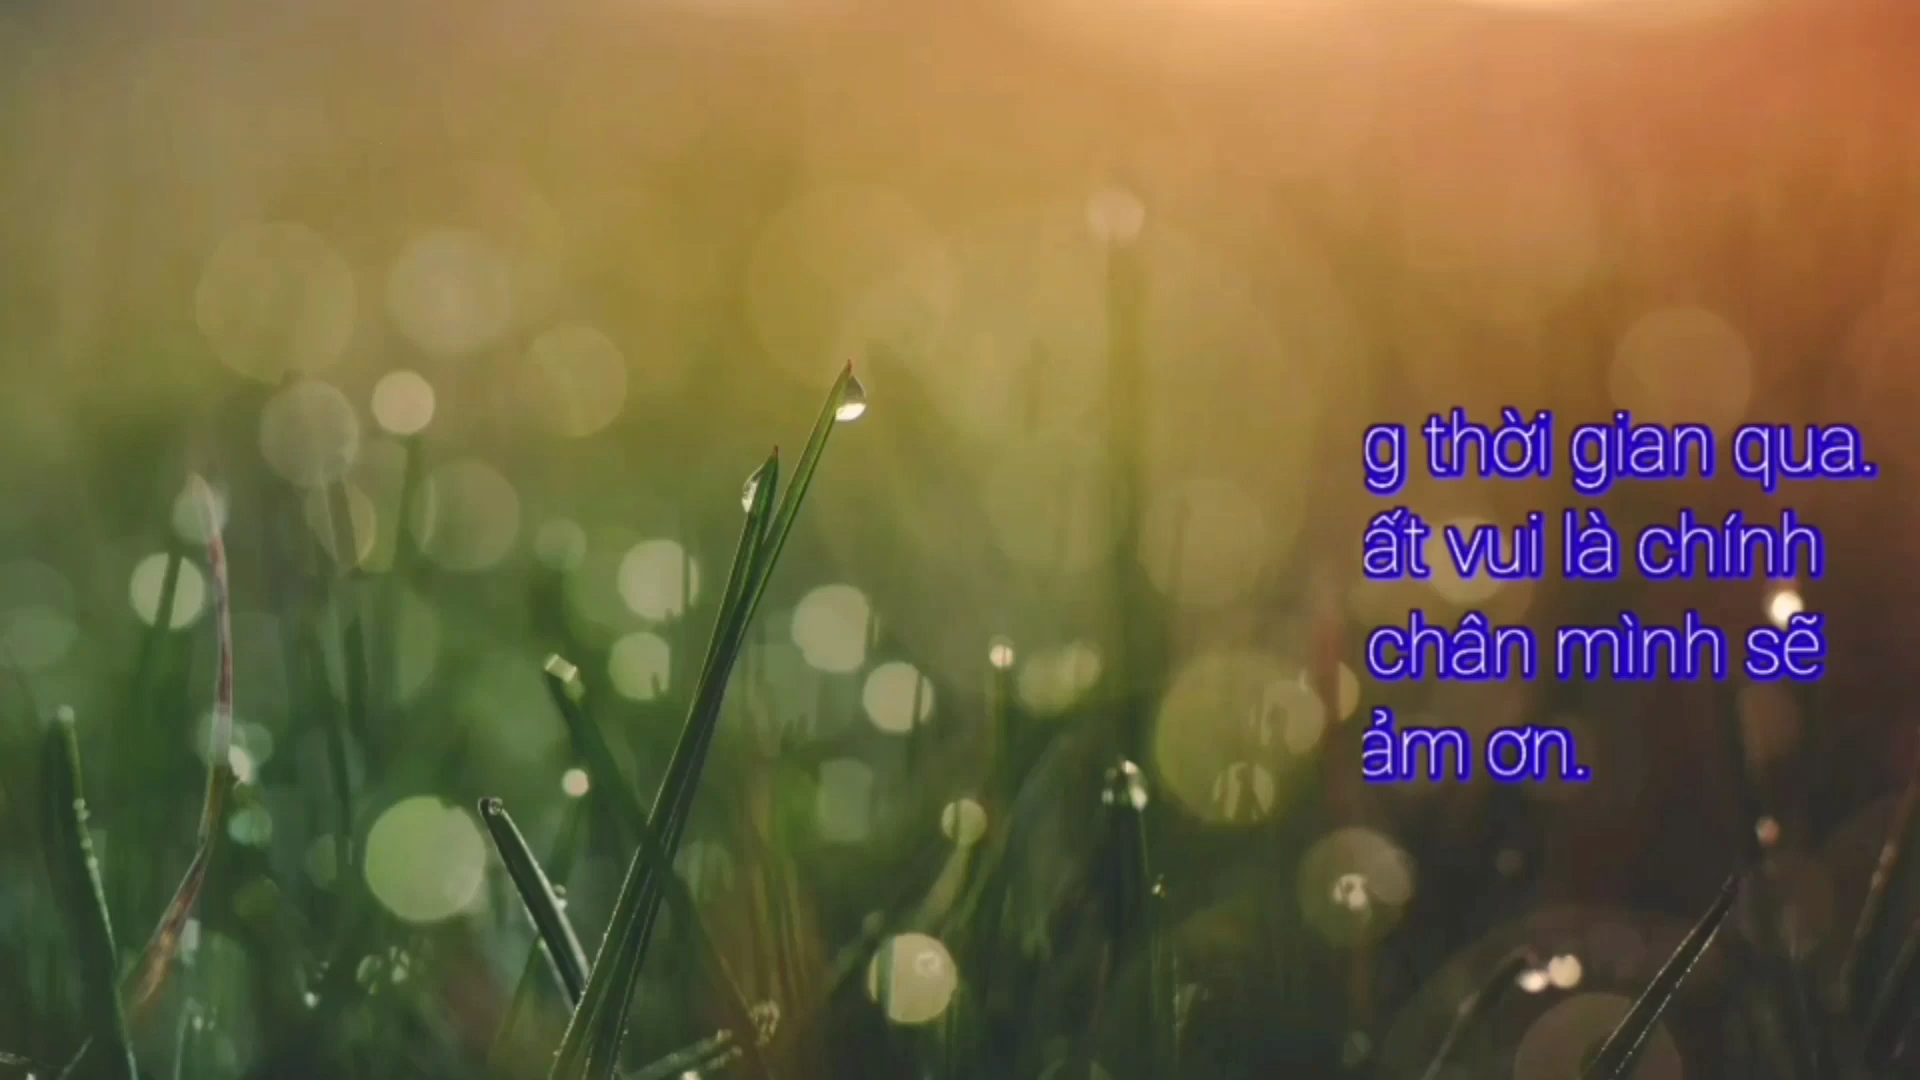 g thời gian qua.
ất vui là chính
chân mình sẽ
ảm ơn.